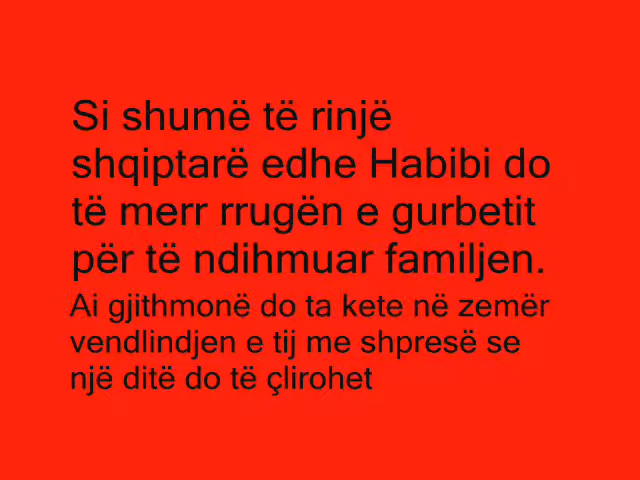 Si shumë të rinjë
shqiptarë edhe Habibi do
të merr rrugën e gurbetit
për të ndihmuar familjen.
Ai gjithmonë do ta kete në zemër
vendlindjen e tij me shpresë se
një ditë do të çlirohet